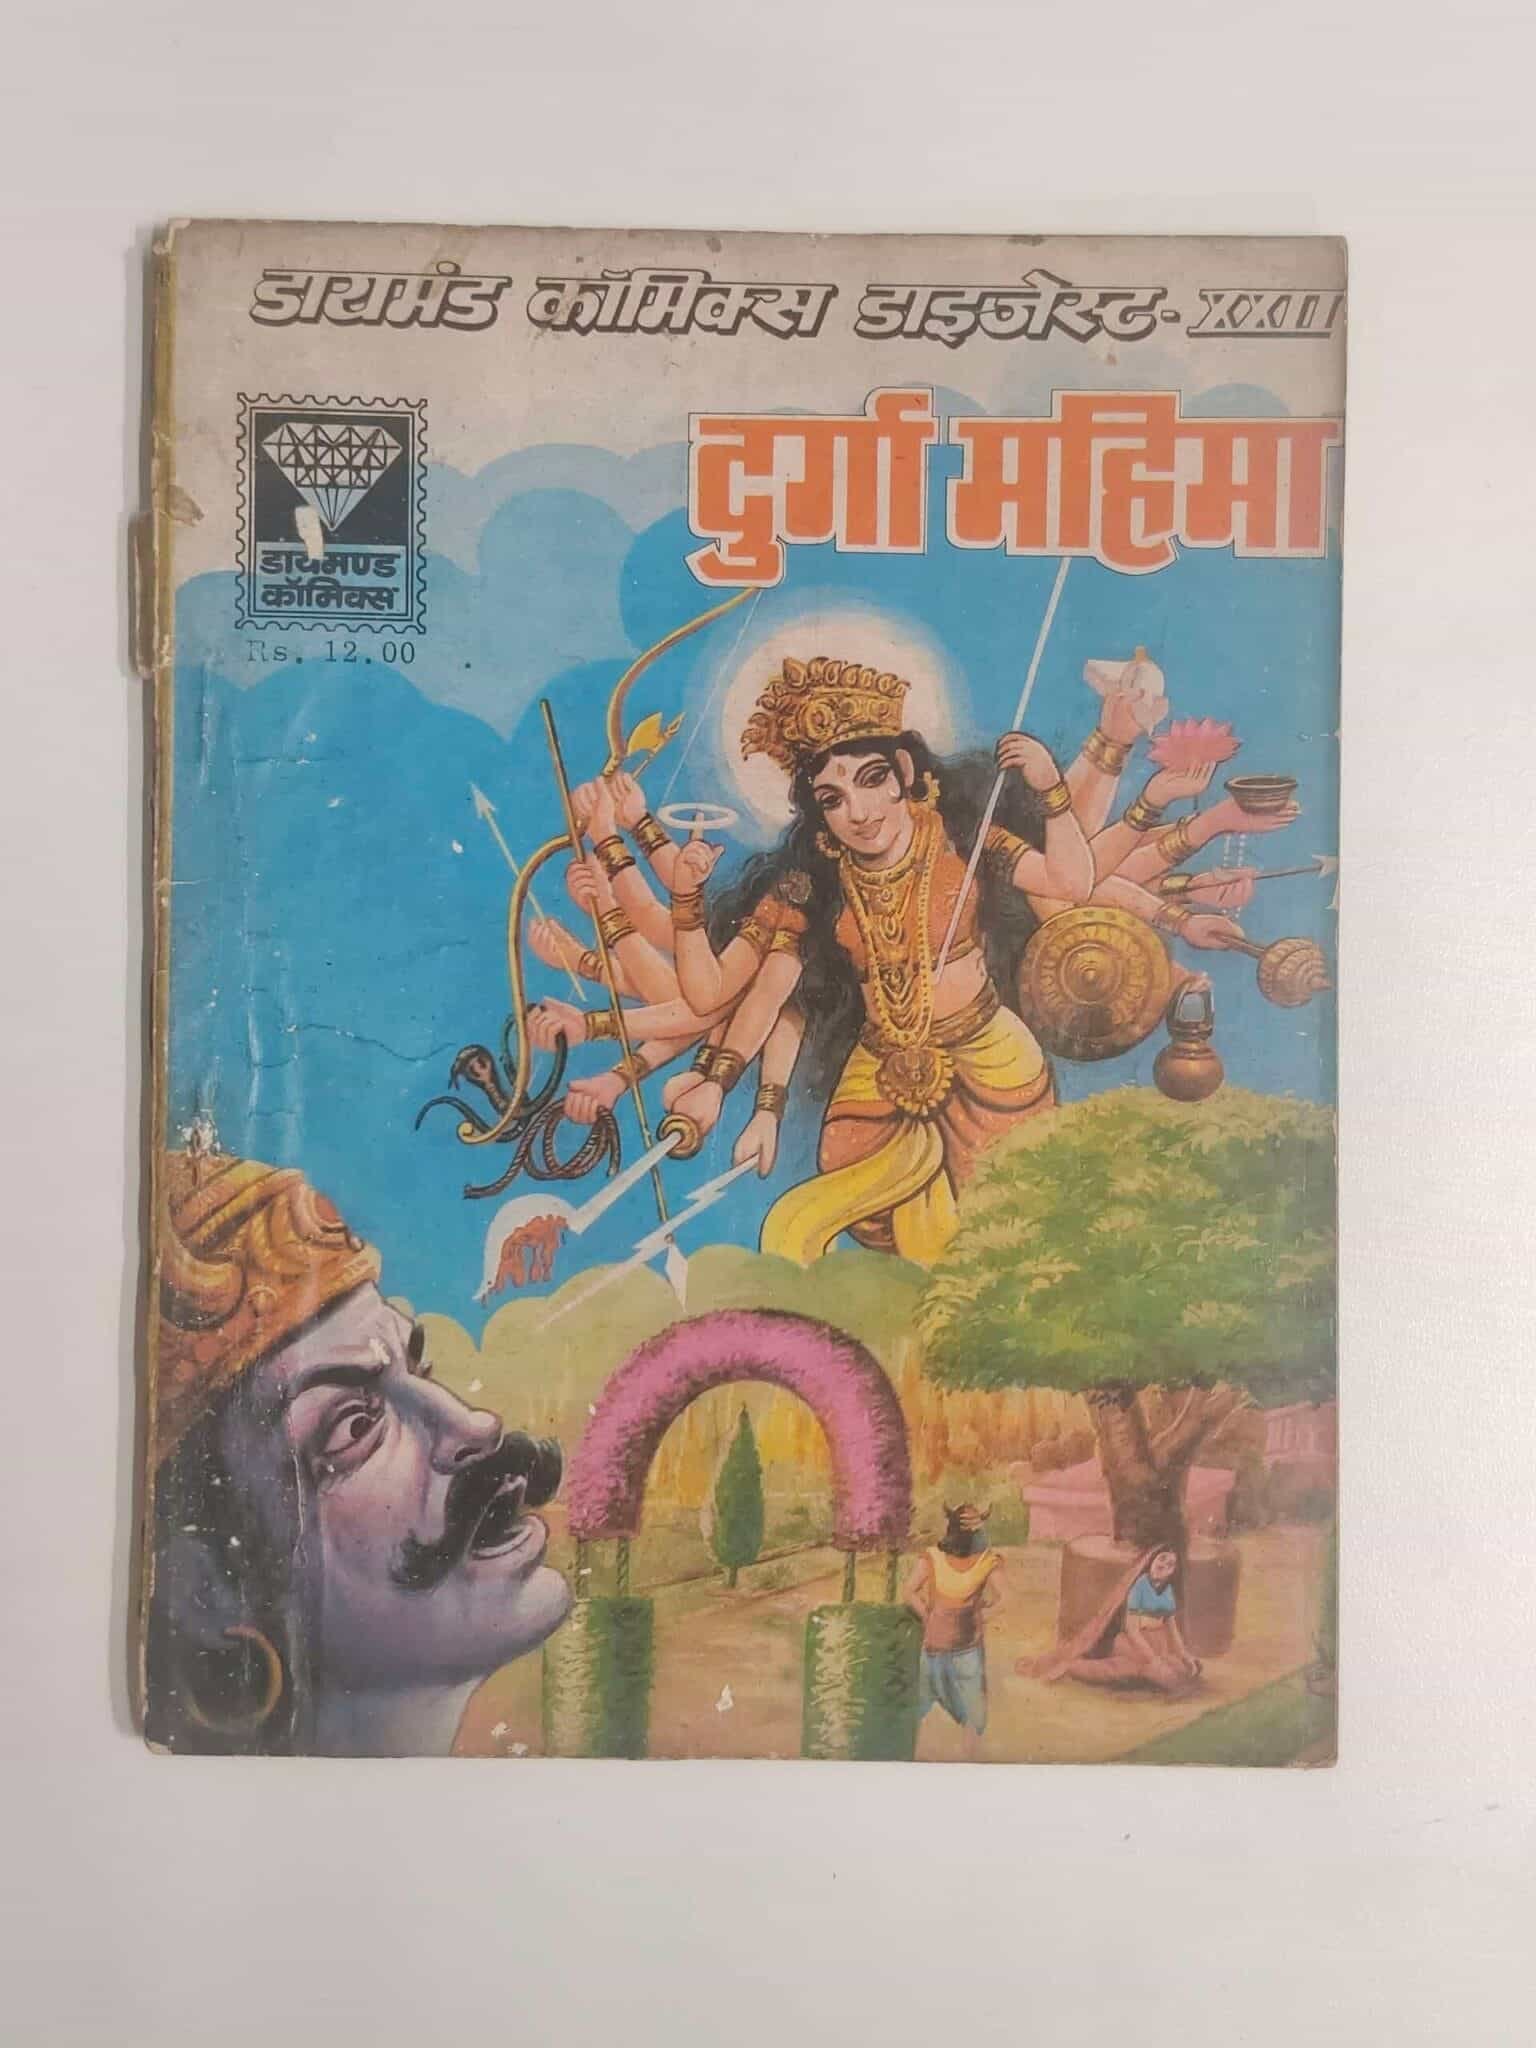 डायमंड कॉमिक्स डाइजेस्ट-XXII
दुर्गा महिमा
डायमण्ड
कॉमिक्स
Rs. 12.00